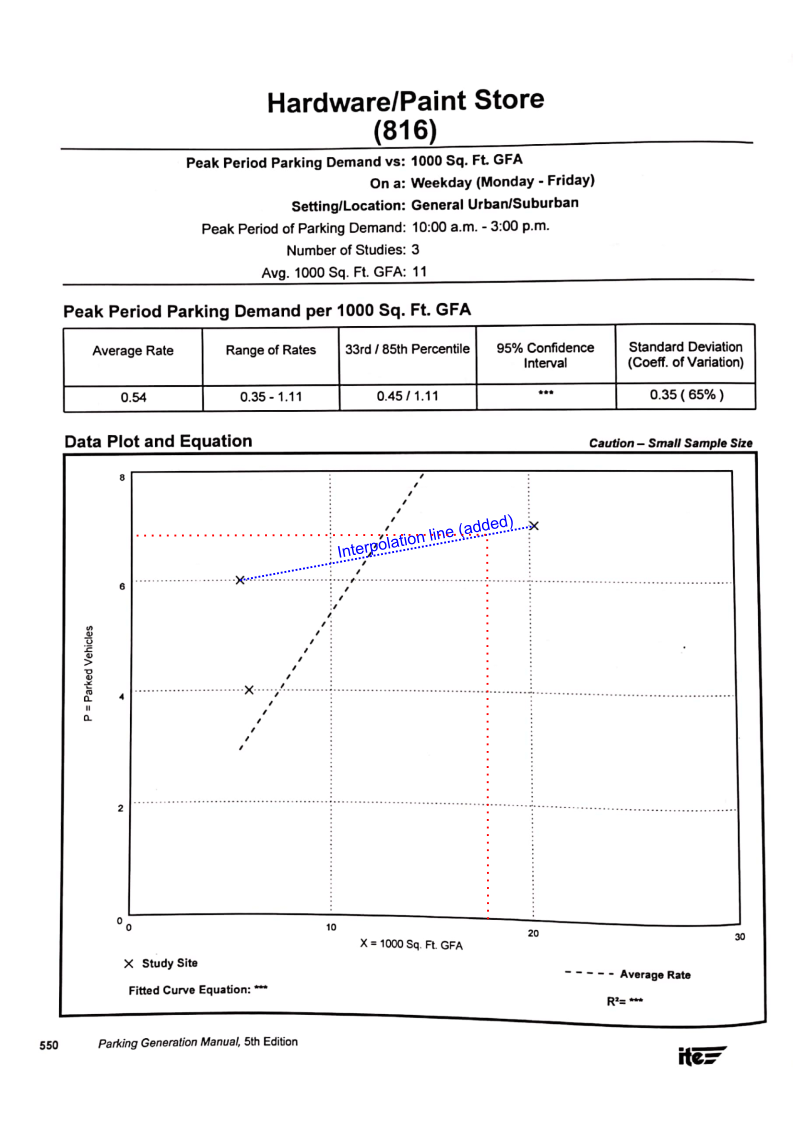 Hardware/Paint Store
(816)
Peak Period Parking Demand vs: 1000 Sq. Ft. GFA
On a: Weekday (Monday - Friday)
Setting/Location: General Urban/Suburban
Peak Period of Parking Demand: 10:00 a.m. - 3:00 p.m.
Number of Studies: 3
Avg. 1000 Sq. Ft. GFA: 11
Peak Period Parking Demand per 1000 Sq. Ft. GFA
Average Rate Range of Rates 33rd / 85th Percentile 95% Confidence Interval Standard Deviation (Coeff. of Variation)
0.54 0.35 - 1.11 0.45 / 1.11 *** 0.35 ( 65% )
Data Plot and Equation Caution – Small Sample Size
8
Interpolation line (added)
6
P = Parked Vehicles
4
2
0
0 10 20 30
X = 1000 Sq. Ft. GFA
X Study Site - - - - - Average Rate
Fitted Curve Equation: *** R²= ***
550 Parking Generation Manual, 5th Edition
ite